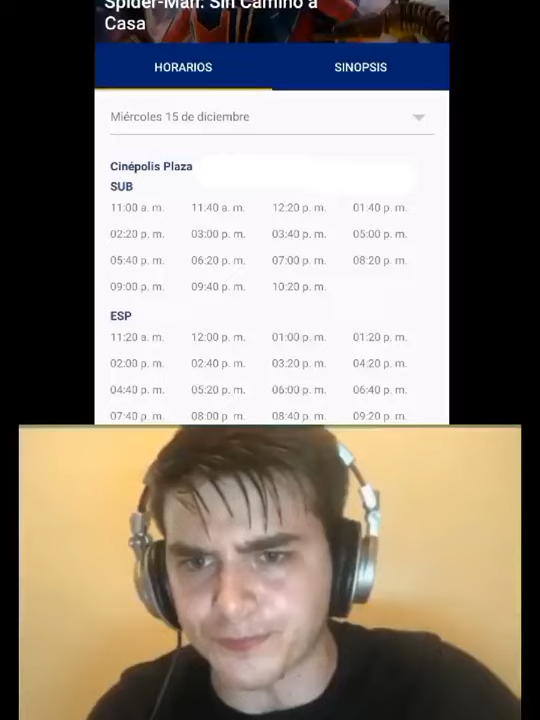 Spider-Man: Sin Camino a
Casa
HORARIOS SINOPSIS
Miércoles 15 de diciembre
Cinépolis Plaza
SUB
11:00 a. m. 11:40 a. m. 12:20 p. m. 01:40 p. m.
02:20 p. m. 03:00 p. m. 03:40 p. m. 05:00 p. m.
05:40 p. m. 06:20 p. m. 07:00 p. m. 08:20 p. m.
09:00 p. m. 09:40 p. m. 10:20 p. m.
ESP
11:20 a. m. 12:00 p. m. 01:00 p. m. 01:20 p. m.
02:00 p. m. 02:40 p. m. 03:20 p. m. 04:20 p. m.
04:40 p. m. 05:20 p. m. 06:00 p. m. 06:40 p. m.
07:40 p. m. 08:00 p. m. 08:40 p. m. 09:20 p. m.